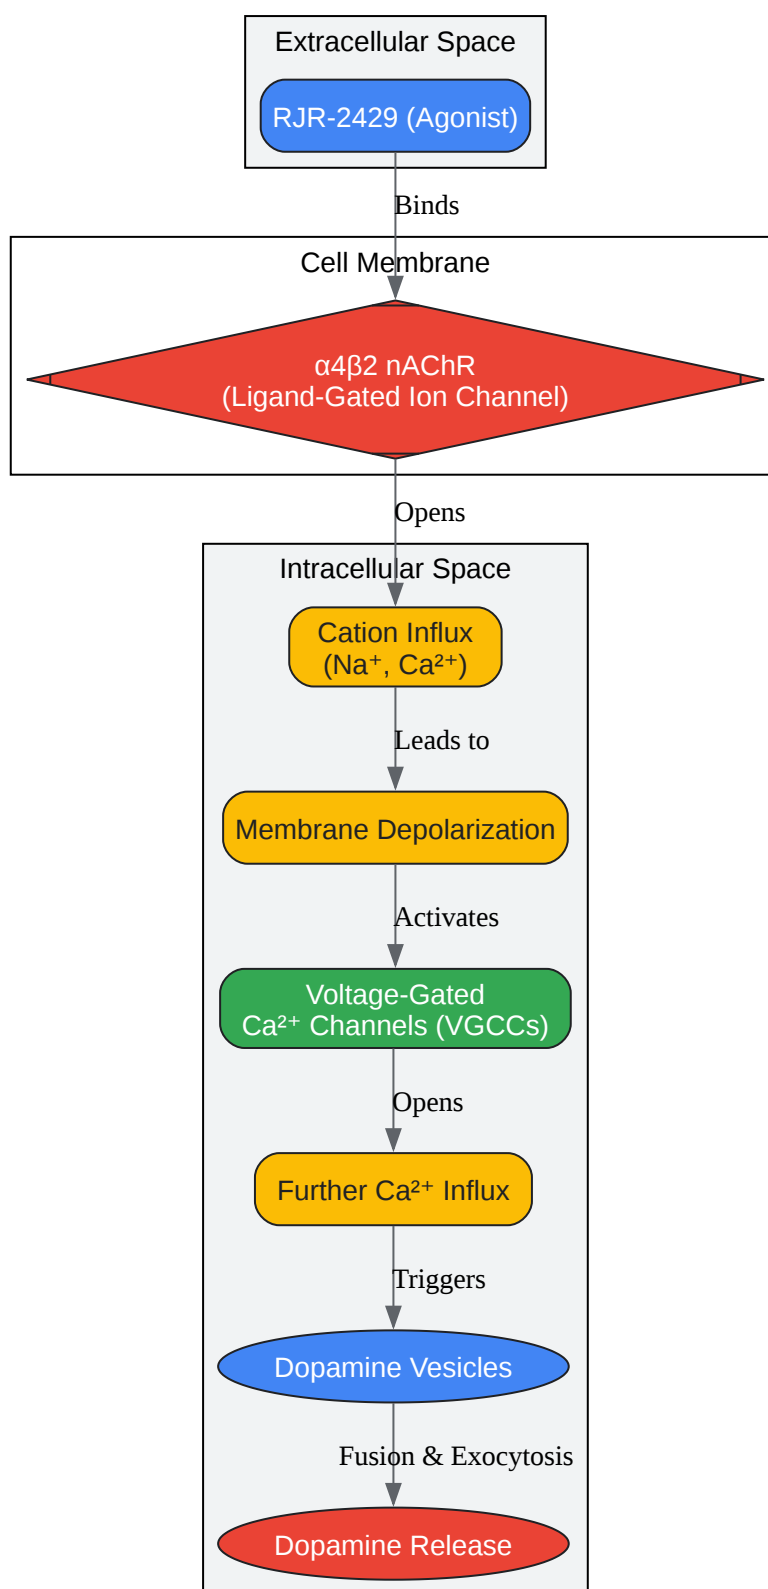 Extracellular Space
RJR-2429 (Agonist)
Binds
Cell Membrane
α4β2 nAChR
(Ligand-Gated Ion Channel)
Opens
Intracellular Space
Cation Influx
(Na⁺, Ca²⁺)
Leads to
Membrane Depolarization
Activates
Voltage-Gated
Ca²⁺ Channels (VGCCs)
Opens
Further Ca²⁺ Influx
Triggers
Dopamine Vesicles
Fusion & Exocytosis
Dopamine Release